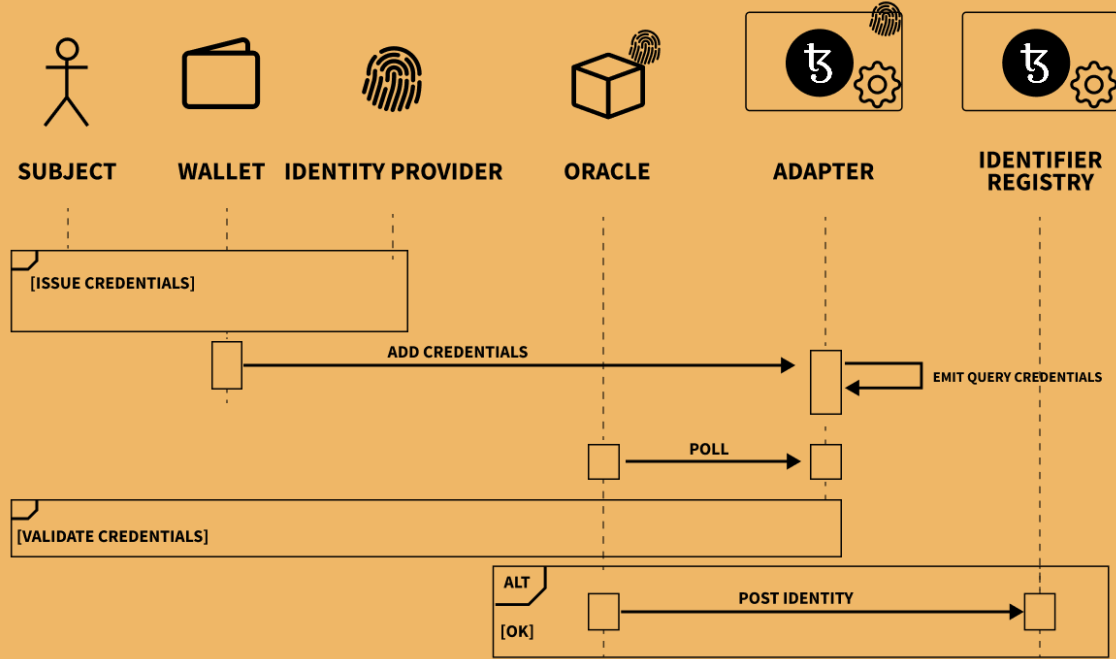 SUBJECT
WALLET
IDENTITY PROVIDER
ORACLE
ADAPTER
IDENTIFIER
REGISTRY
[ISSUE CREDENTIALS]
ADD CREDENTIALS
EMIT QUERY CREDENTIALS
POLL
[VALIDATE CREDENTIALS]
ALT
POST IDENTITY
[OK]